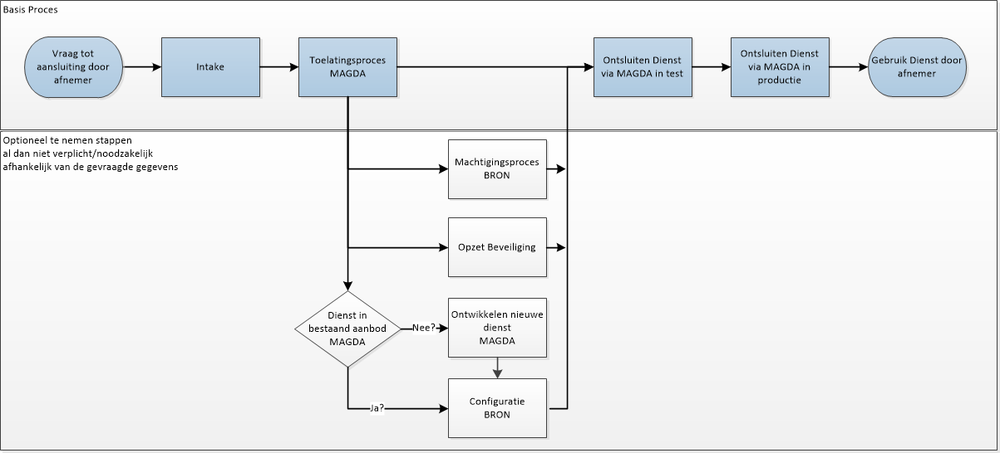 Basis Proces
Vraag tot
aansluiting door
afnemer
Intake
Toelatingsproces
MAGDA
Ontsluiten Dienst
via MAGDA in test
Ontsluiten Dienst
via MAGDA in
productie
Gebruik Dienst door
afnemer
Optioneel te nemen stappen
al dan niet verplicht/noodzakelijk
afhankelijk van de gevraagde gegevens
Machtigingsproces
BRON
Opzet Beveiliging
Dienst in
bestaand aanbod
MAGDA
Nee?
Ontwikkelen nieuwe
dienst
MAGDA
Ja?
Configuratie
BRON